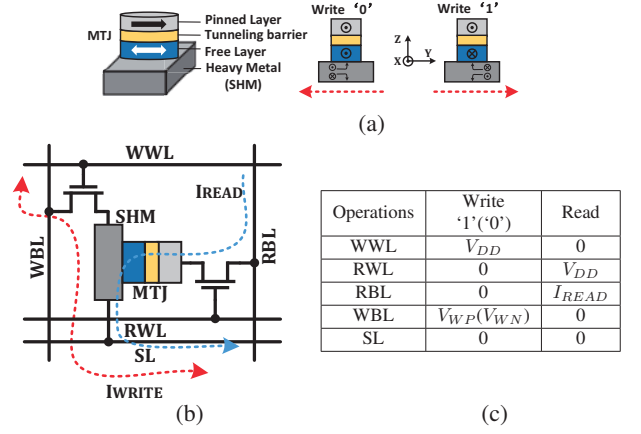 Pinned Layer
MTJ
Tunneling barrier
Free Layer
Heavy Metal
(SHM)
Write '0'
Write '1'
Z
X
Y
(a)
WWL
IREAD
SHM
WBL
RBL
MTJ
RWL
SL
IWRITE
(b)
Operations Write '1'('0') Read
WWL V_DD 0
RWL 0 V_DD
RBL 0 I_READ
WBL V_WP(V_WN) 0
SL 0 0
(c)